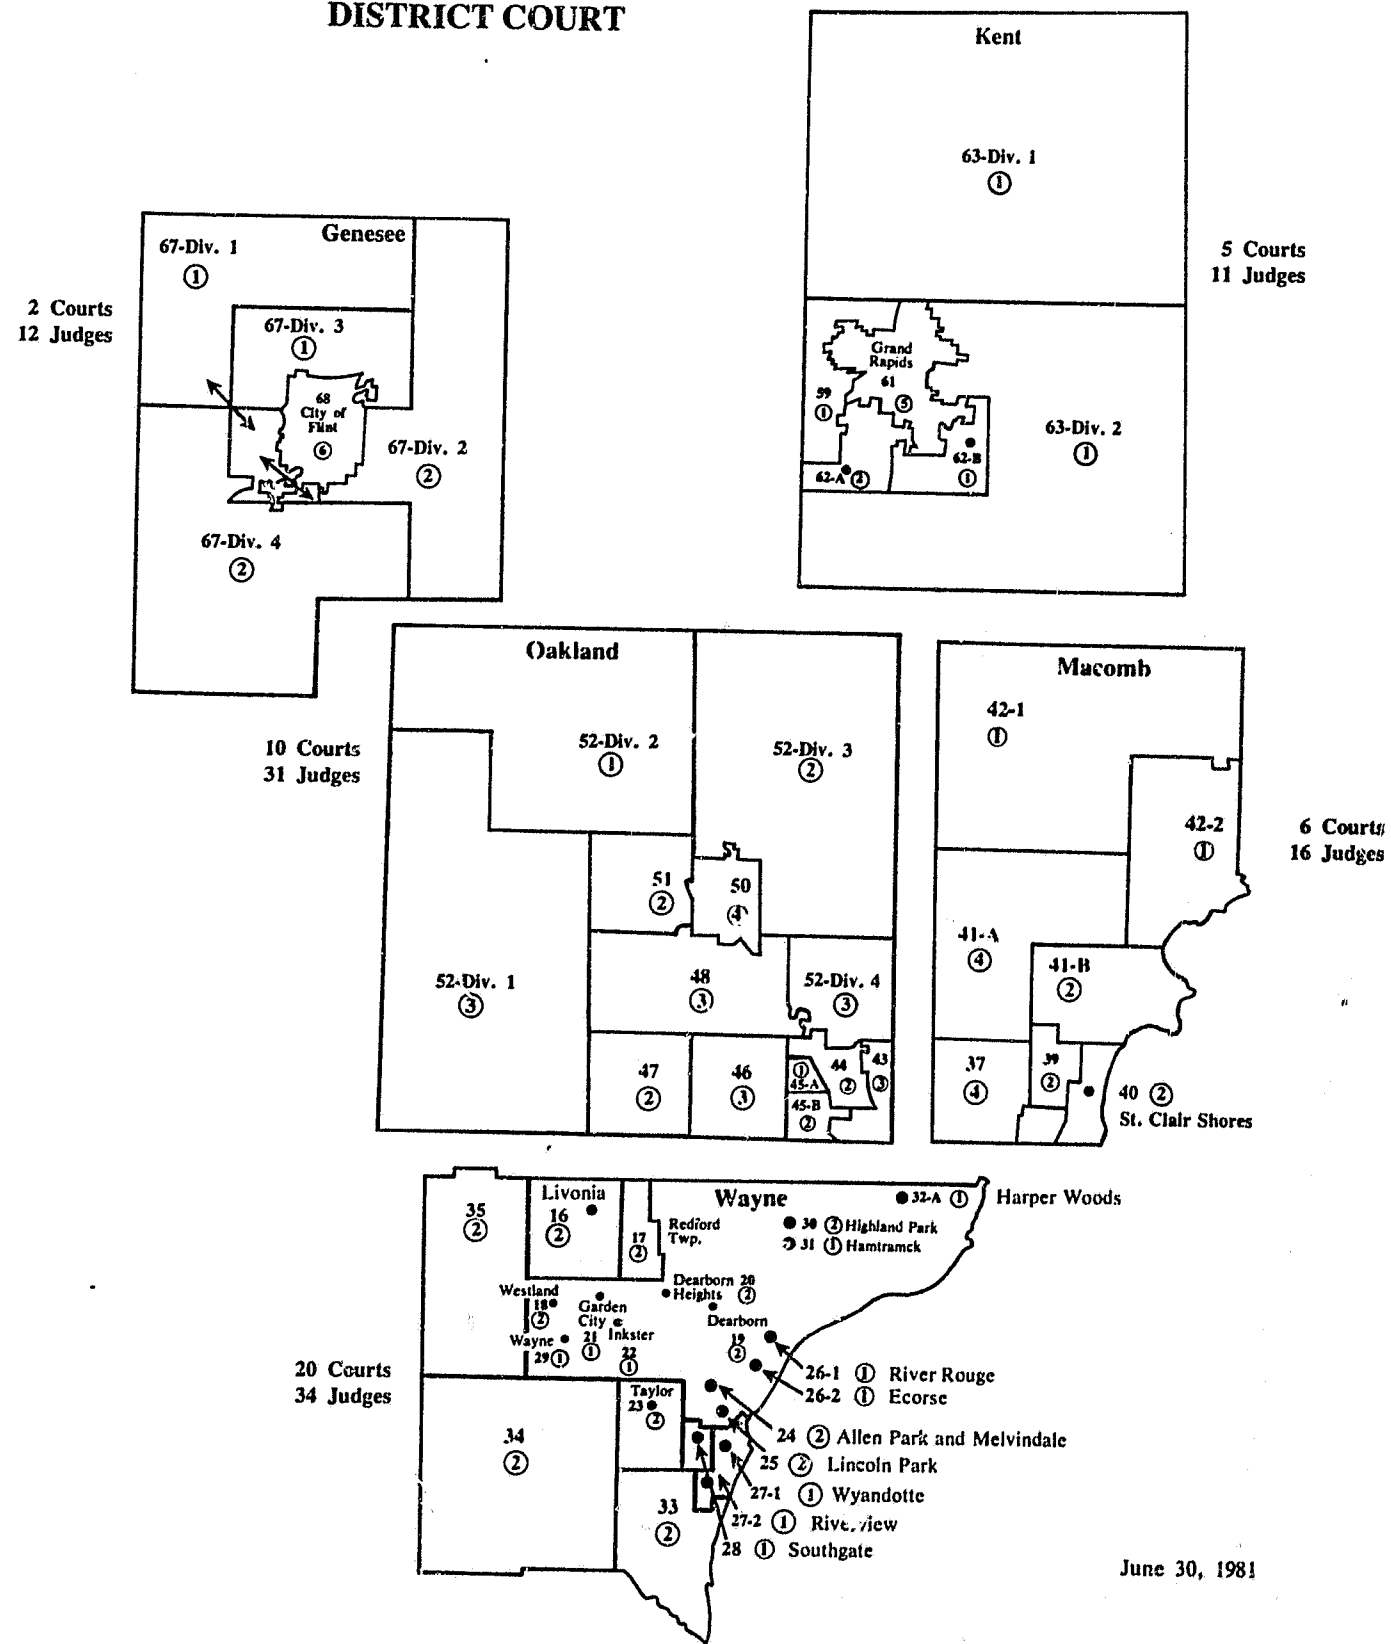 DISTRICT COURT
Kent
63-Div. 1
1
5 Courts
11 Judges
Grand
Rapids
61
5
59
1
63-Div. 2
1
62-B
1
62-A 2
Genesee
67-Div. 1
1
2 Courts
12 Judges
67-Div. 3
1
68
City of
Flint
6
67-Div. 2
2
67-Div. 4
2
Oakland
52-Div. 2
1
52-Div. 3
2
10 Courts
31 Judges
51
2
50
4
52-Div. 1
3
48
3
52-Div. 4
3
47
2
46
3
1
45-A
45-B
2
44
2
43
3
Macomb
42-1
1
42-2
1
6 Courts
16 Judges
41-A
4
41-B
2
37
4
39
2
40 2
St. Clair Shores
Wayne
35
2
Livonia
16
2
17
2
Redford
Twp.
32-A 1 Harper Woods
30 2 Highland Park
31 1 Hamtramck
Westland
18
2
Garden
City
21
1
Dearborn 20
Heights 2
Dearborn
19
2
Wayne
29 1
Inkster
22
1
20 Courts
34 Judges
26-1 1 River Rouge
26-2 1 Ecorse
Taylor
23
2
34
2
24 2 Allen Park and Melvindale
25 2 Lincoln Park
27-1 1 Wyandotte
33
2
27-2 1
28 1 Southgate
June 30, 1981